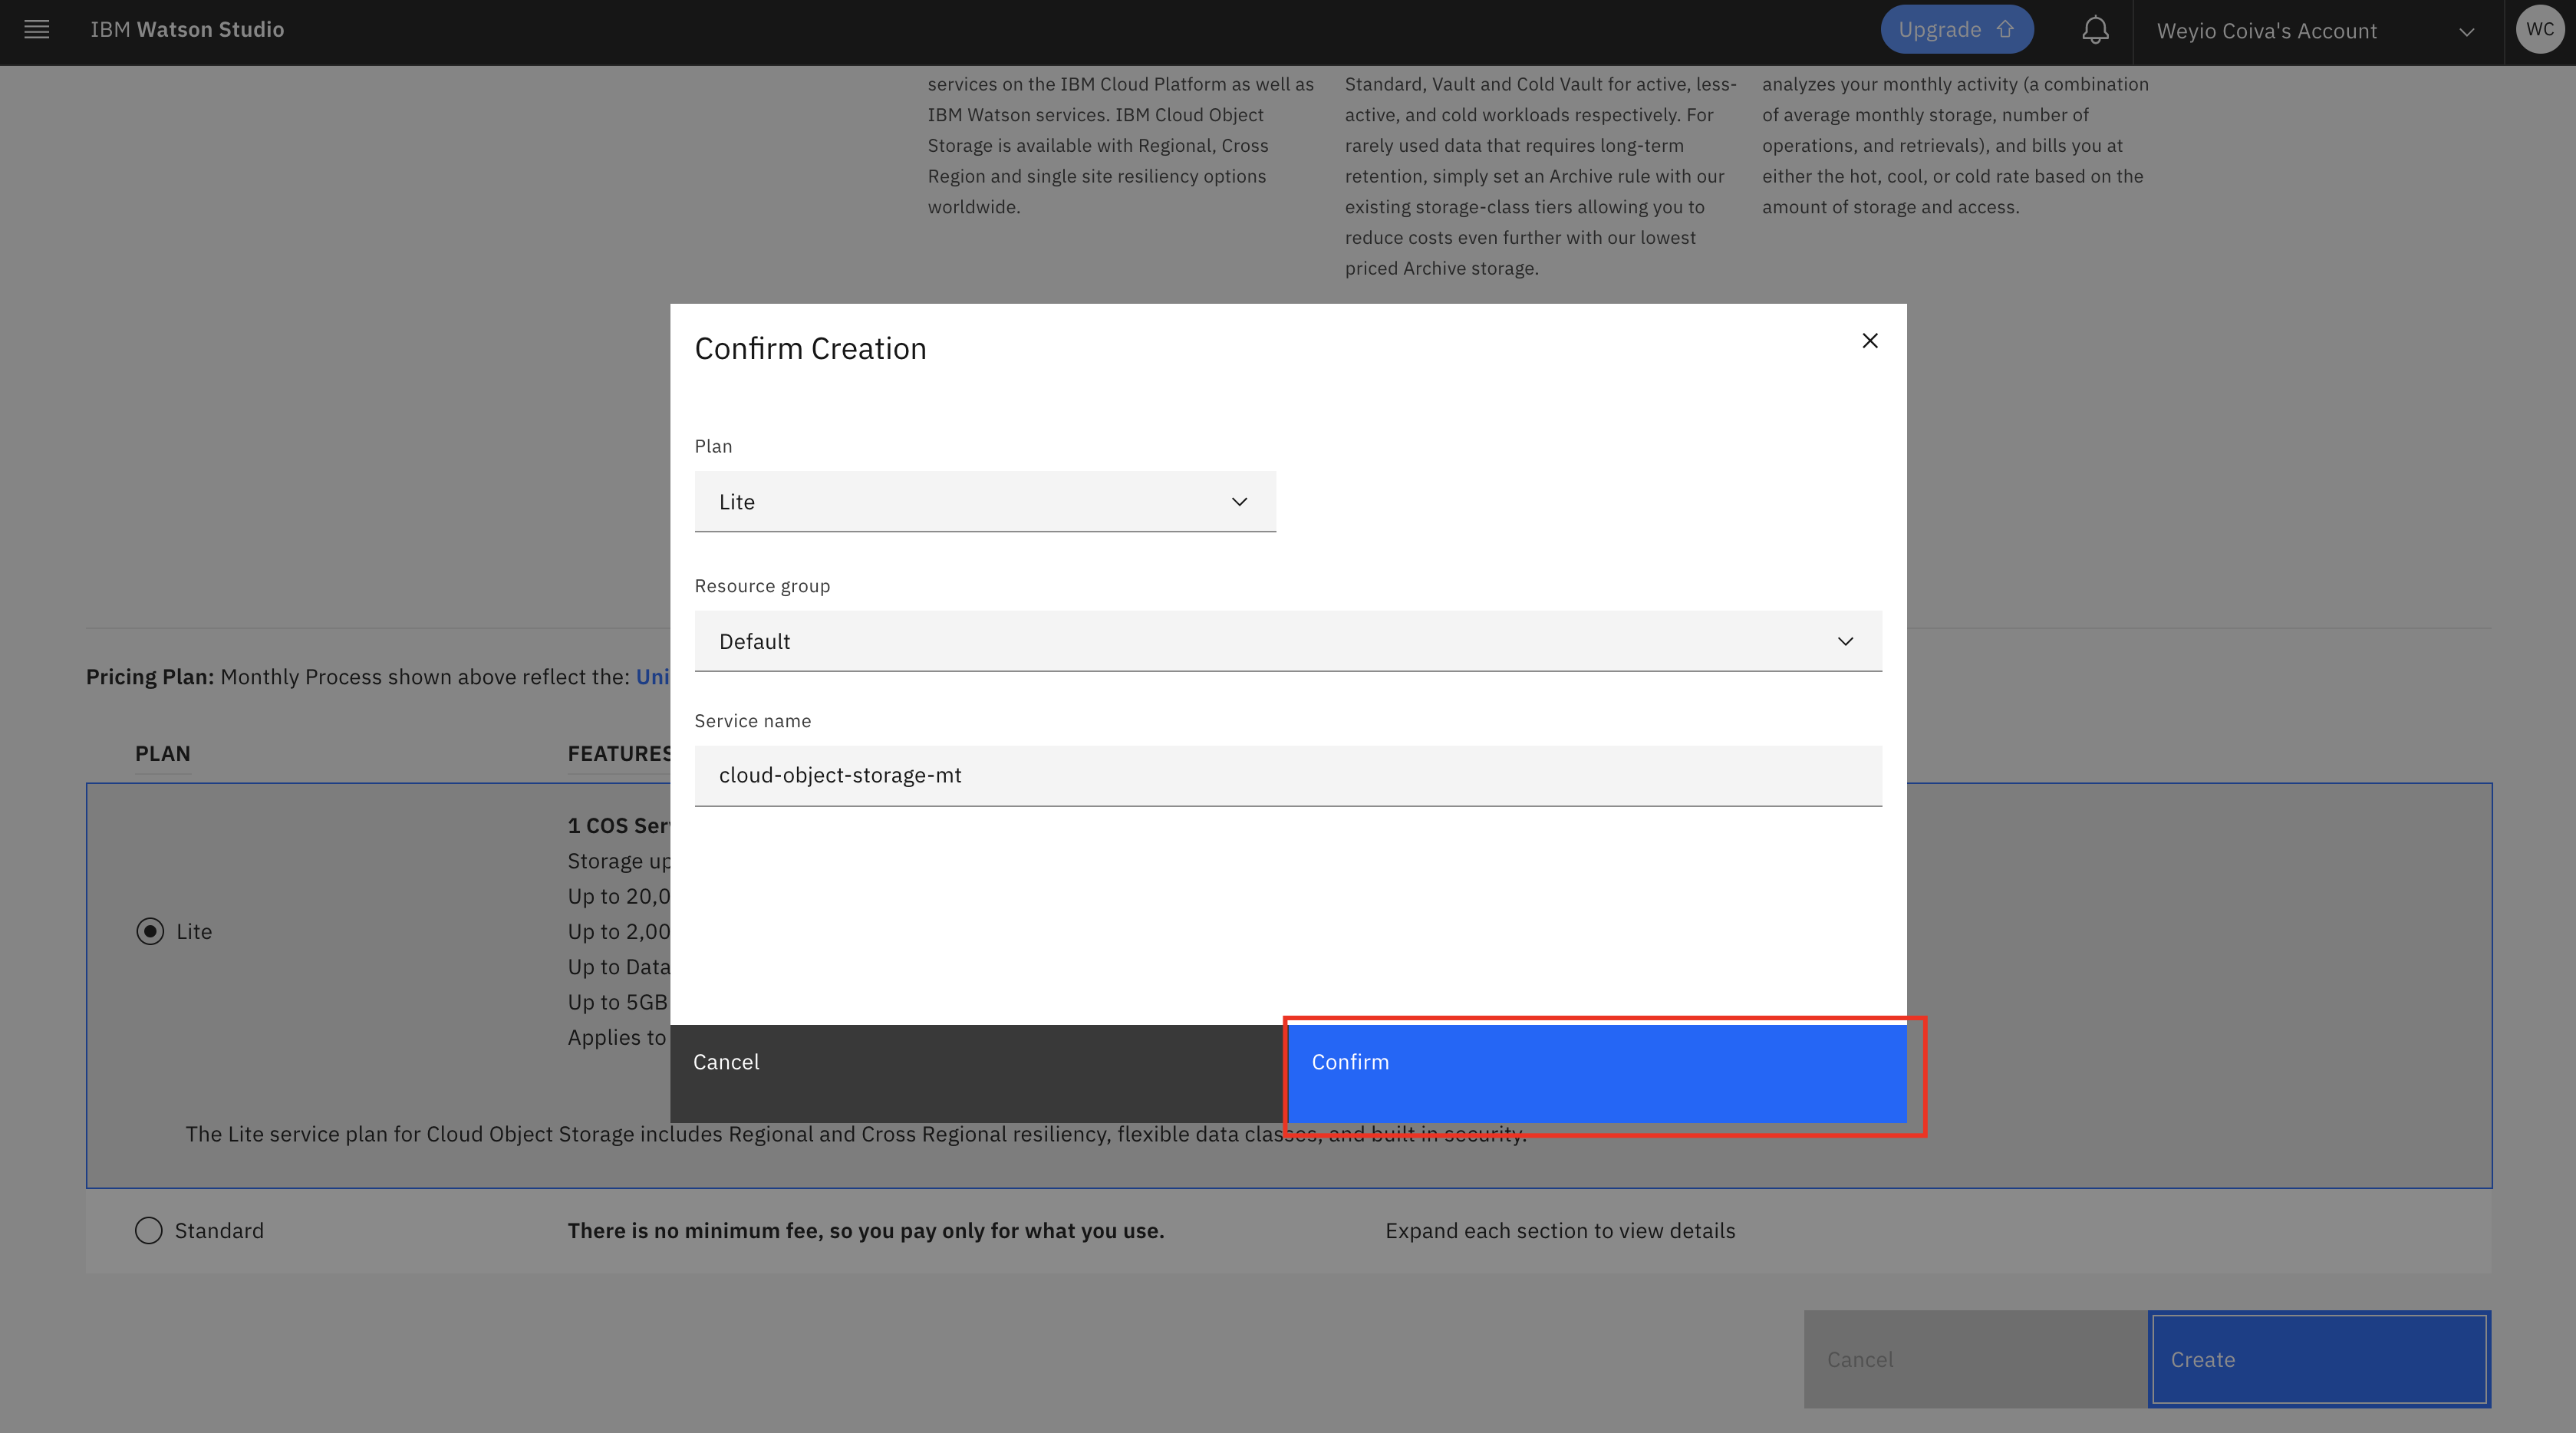 IBM Watson Studio
Upgrade
Weyio Coiva's Account
WC
services on the IBM Cloud Platform as well as
IBM Watson services. IBM Cloud Object
Storage is available with Regional, Cross
Region and single site resiliency options
worldwide.
Standard, Vault and Cold Vault for active, less-
active, and cold workloads respectively. For
rarely used data that requires long-term
retention, simply set an Archive rule with our
existing storage-class tiers allowing you to
reduce costs even further with our lowest
priced Archive storage.
analyzes your monthly activity (a combination
of average monthly storage, number of
operations, and retrievals), and bills you at
either the hot, cool, or cold rate based on the
amount of storage and access.
Confirm Creation
Plan
Lite
Resource group
Default
Service name
cloud-object-storage-mt
Cancel
Confirm
Pricing Plan: Monthly Process shown above reflect the: Uni
PLAN
FEATURES
Lite
1 COS Ser
Storage up
Up to 20,0
Up to 2,00
Up to Data
Up to 5GB
Applies to
The Lite service plan for Cloud Object Storage includes Regional and Cross Regional resiliency, flexible data classes, and built in security.
Standard
There is no minimum fee, so you pay only for what you use.
Expand each section to view details
Cancel
Create